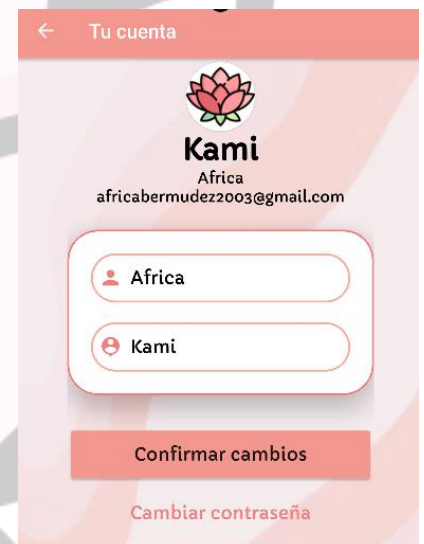 Tu cuenta
Kami
Africa
africabermudez2003@gmail.com
Africa
Kami
Confirmar cambios
Cambiar contraseña